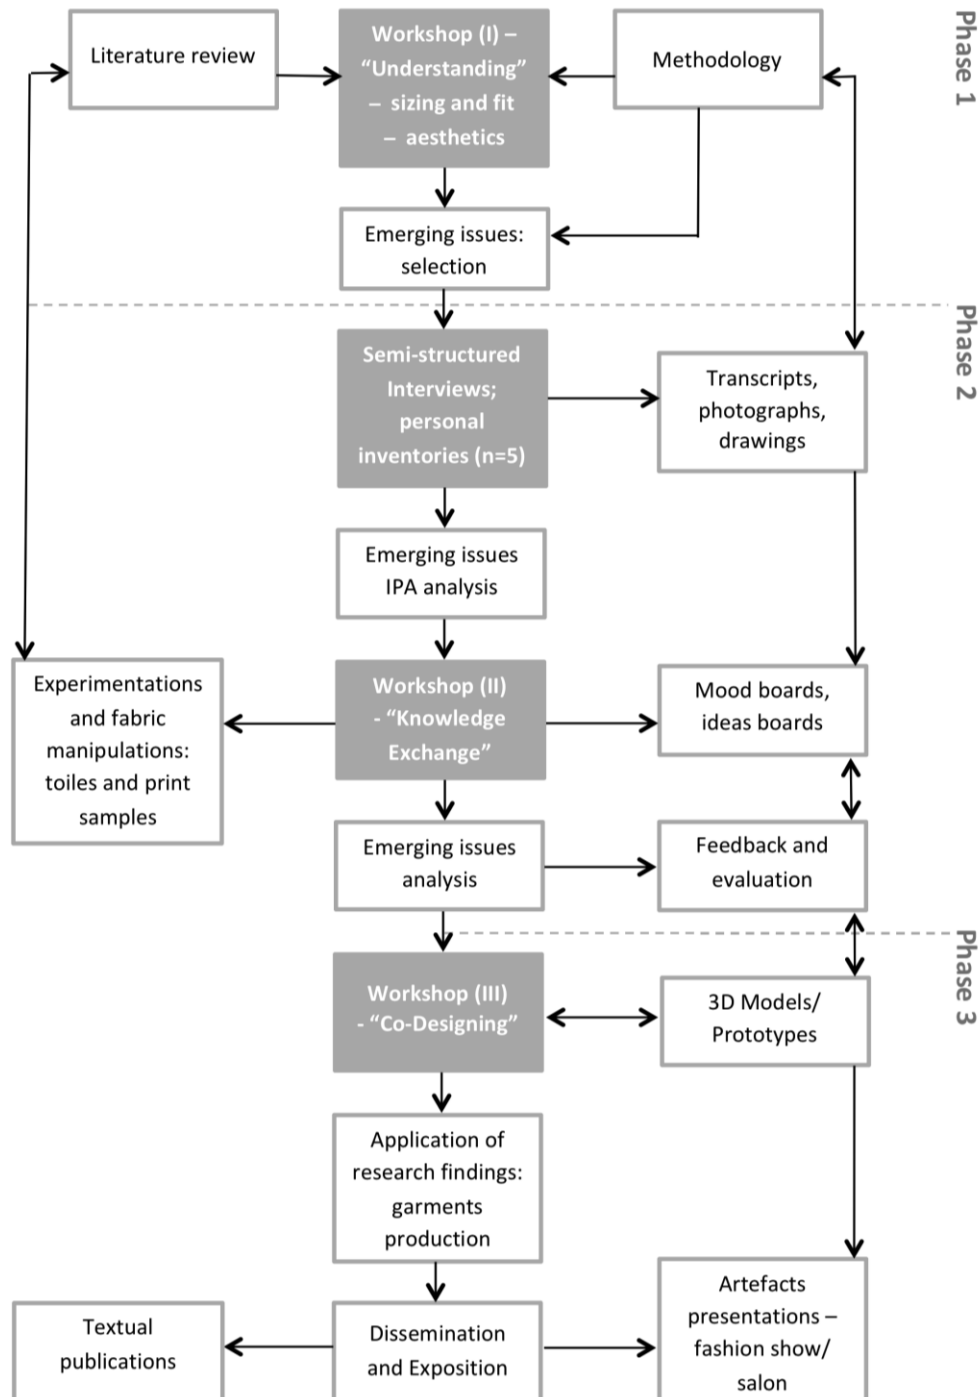 Phase 1
Literature review
Workshop (I) –
“Understanding”
– sizing and fit
– aesthetics
Methodology
Emerging issues:
selection
Phase 2
Semi-structured
Interviews;
personal
inventories (n=5)
Transcripts,
photographs,
drawings
Emerging issues
IPA analysis
Experimentations
and fabric
manipulations:
toiles and print
samples
Workshop (II)
- “Knowledge
Exchange”
Mood boards,
ideas boards
Emerging issues
analysis
Feedback and
evaluation
Phase 3
Workshop (III)
- “Co-Designing”
3D Models/
Prototypes
Application of
research findings:
garments
production
Textual
publications
Dissemination
and Exposition
Artefacts
presentations –
fashion show/
salon